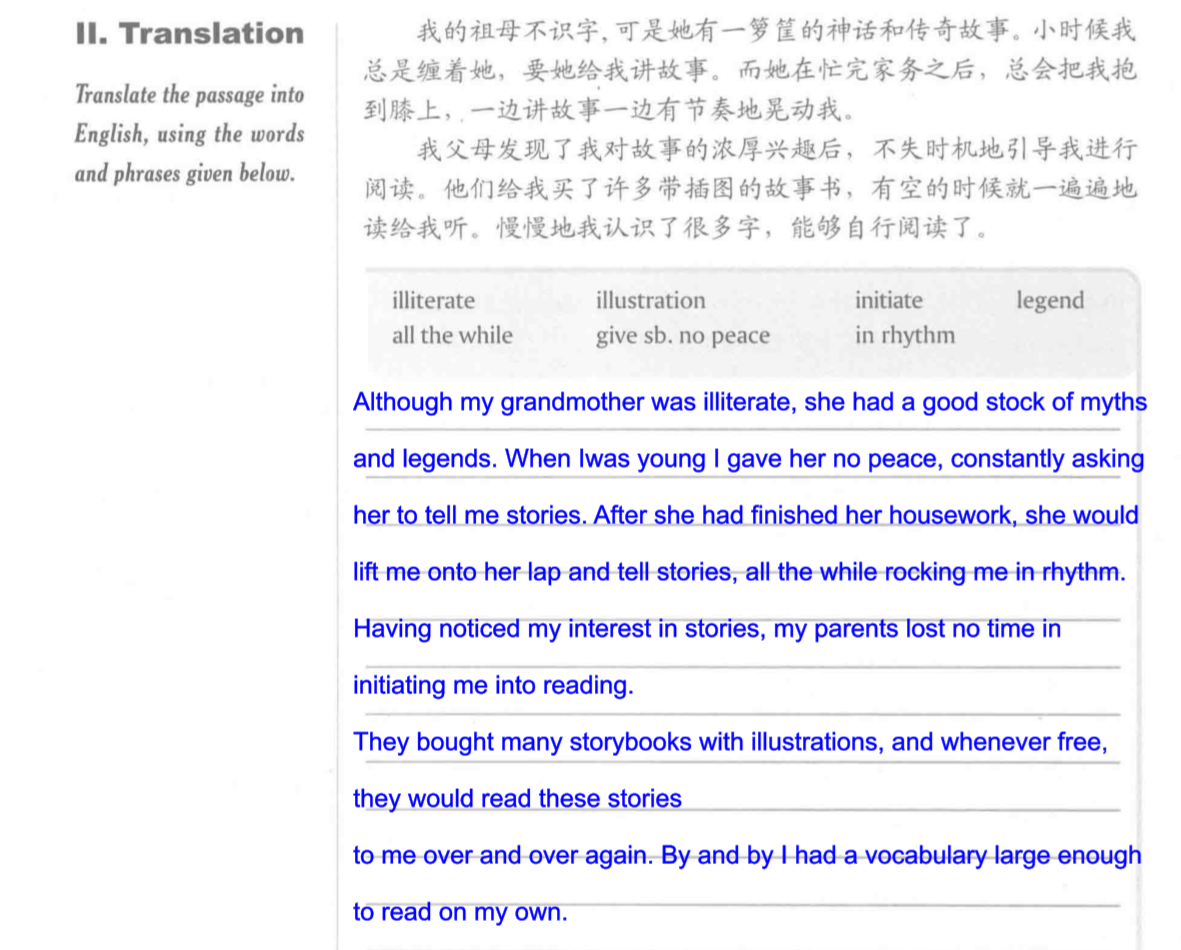 II. Translation
Translate the passage into
English, using the words
and phrases given below.
我的祖母不识字，可是她有一箩筐的神话和传奇故事。小时候我
总是缠着她，要她给我讲故事。而她在忙完家务之后，总会把我抱
到膝上，一边讲故事一边有节奏地晃动我。
我父母发现了我对故事的浓厚兴趣后，不失时机地引导我进行
阅读。他们给我买了许多带插图的故事书，有空的时候就一遍遍地
读给我听。慢慢地我认识了很多字，能够自行阅读了。
illiterate illustration initiate legend
all the while give sb. no peace in rhythm
Although my grandmother was illiterate, she had a good stock of myths
and legends. When Iwas young I gave her no peace, constantly asking
her to tell me stories. After she had finished her housework, she would
lift me onto her lap and tell stories, all the while rocking me in rhythm.
Having noticed my interest in stories, my parents lost no time in
initiating me into reading.
They bought many storybooks with illustrations, and whenever free,
they would read these stories
to me over and over again. By and by I had a vocabulary large enough
to read on my own.